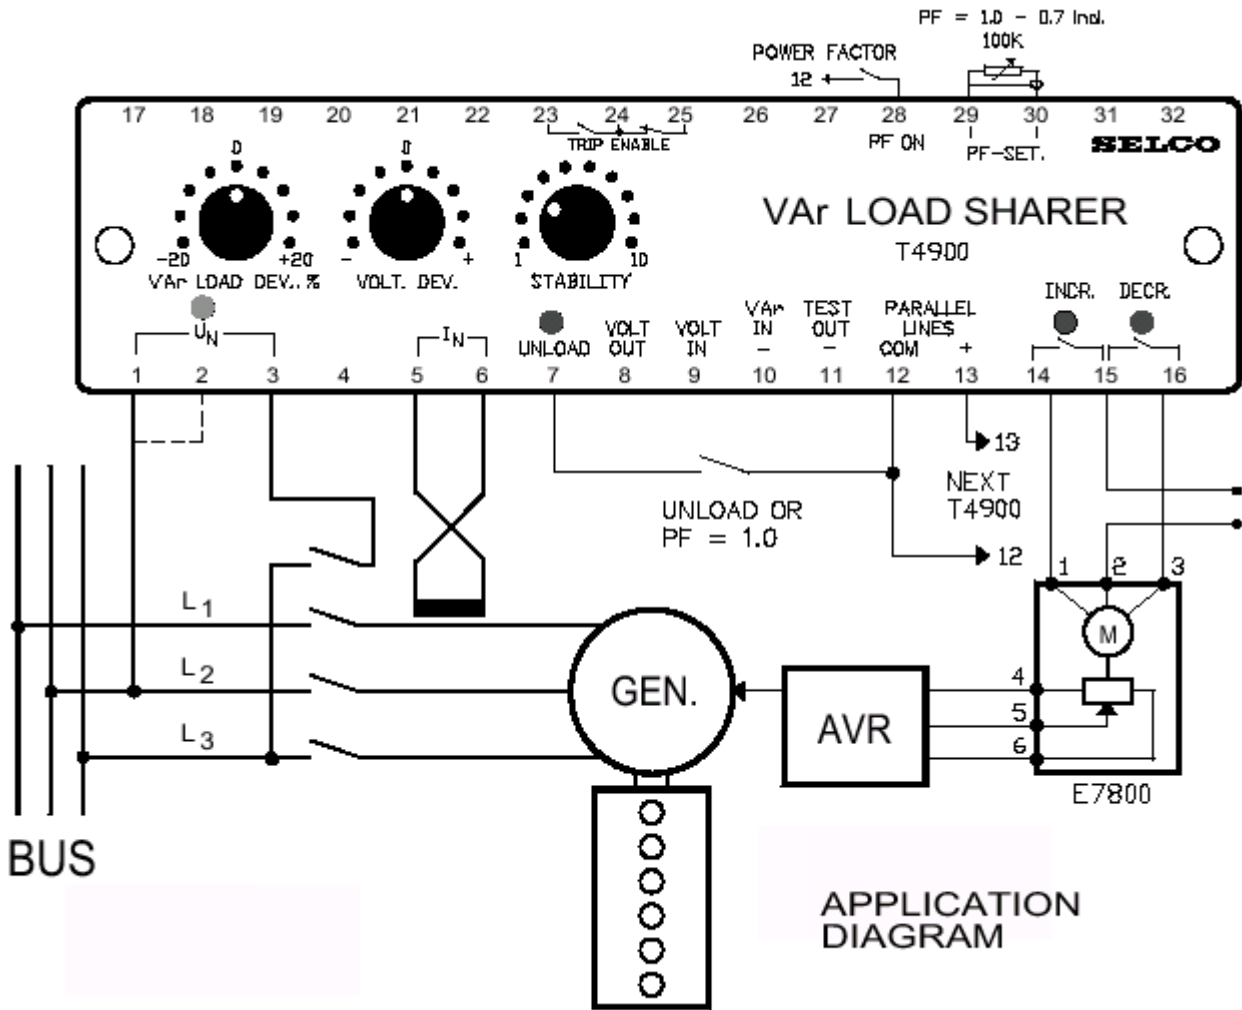 PF = 1.0 - 0.7 Ind.
100K
POWER FACTOR
12
17 18 19 20 21 22 23 24 25 26 27 28 29 30 31 32
TRIP ENABLE
PF ON
PF-SET.
SELCO
0
0
VAr LOAD SHARER
T4900
-20 +20
- +
1 10
VAr LOAD DEV.. %
VOLT. DEV.
STABILITY
INCR. DECR.
UN
IN
UNLOAD
VOLT
OUT
VOLT
IN
VAr
IN
-
TEST
OUT
-
PARALLEL
LINES
COM +
1 2 3 4 5 6 7 8 9 10 11 12 13 14 15 16
13
NEXT
T4900
UNLOAD OR
PF = 1.0
12
1 2 3
M
L1
L2
L3
GEN.
AVR
4
5
6
E7800
BUS
APPLICATION
DIAGRAM